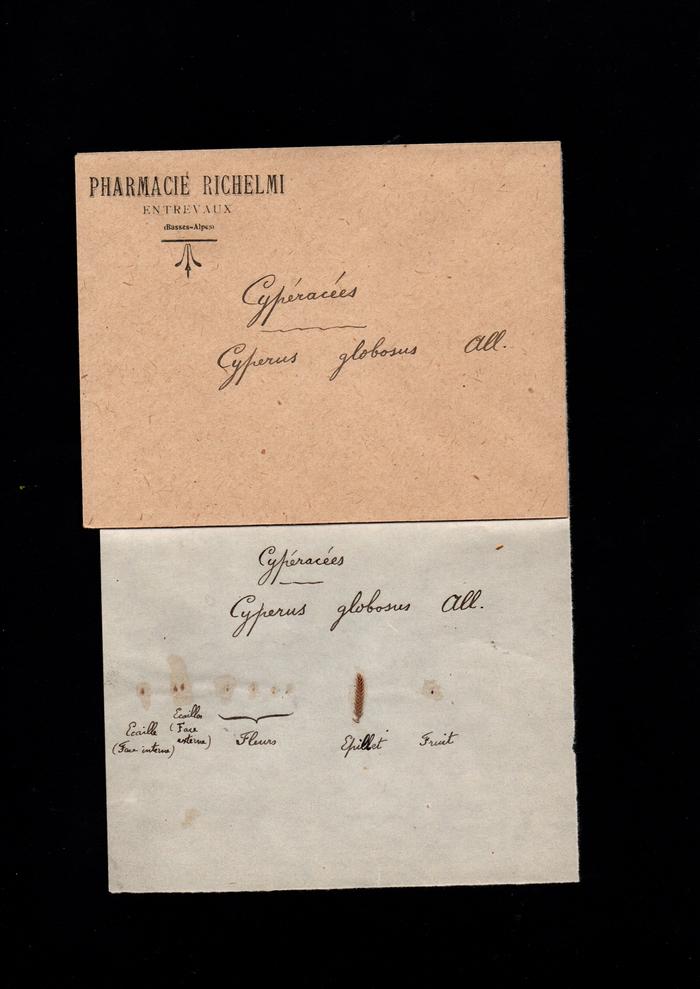 PHARMACIE RICHELMI
ENTREVAUX
(Basses-Alpes)
Cypéracées
Cyperus globosus All.
Cypéracées
Cyperus globosus All.
Ecaille
(Face interne)
Ecailles
(Face
externe)
Fleurs
Epillet
Fruit